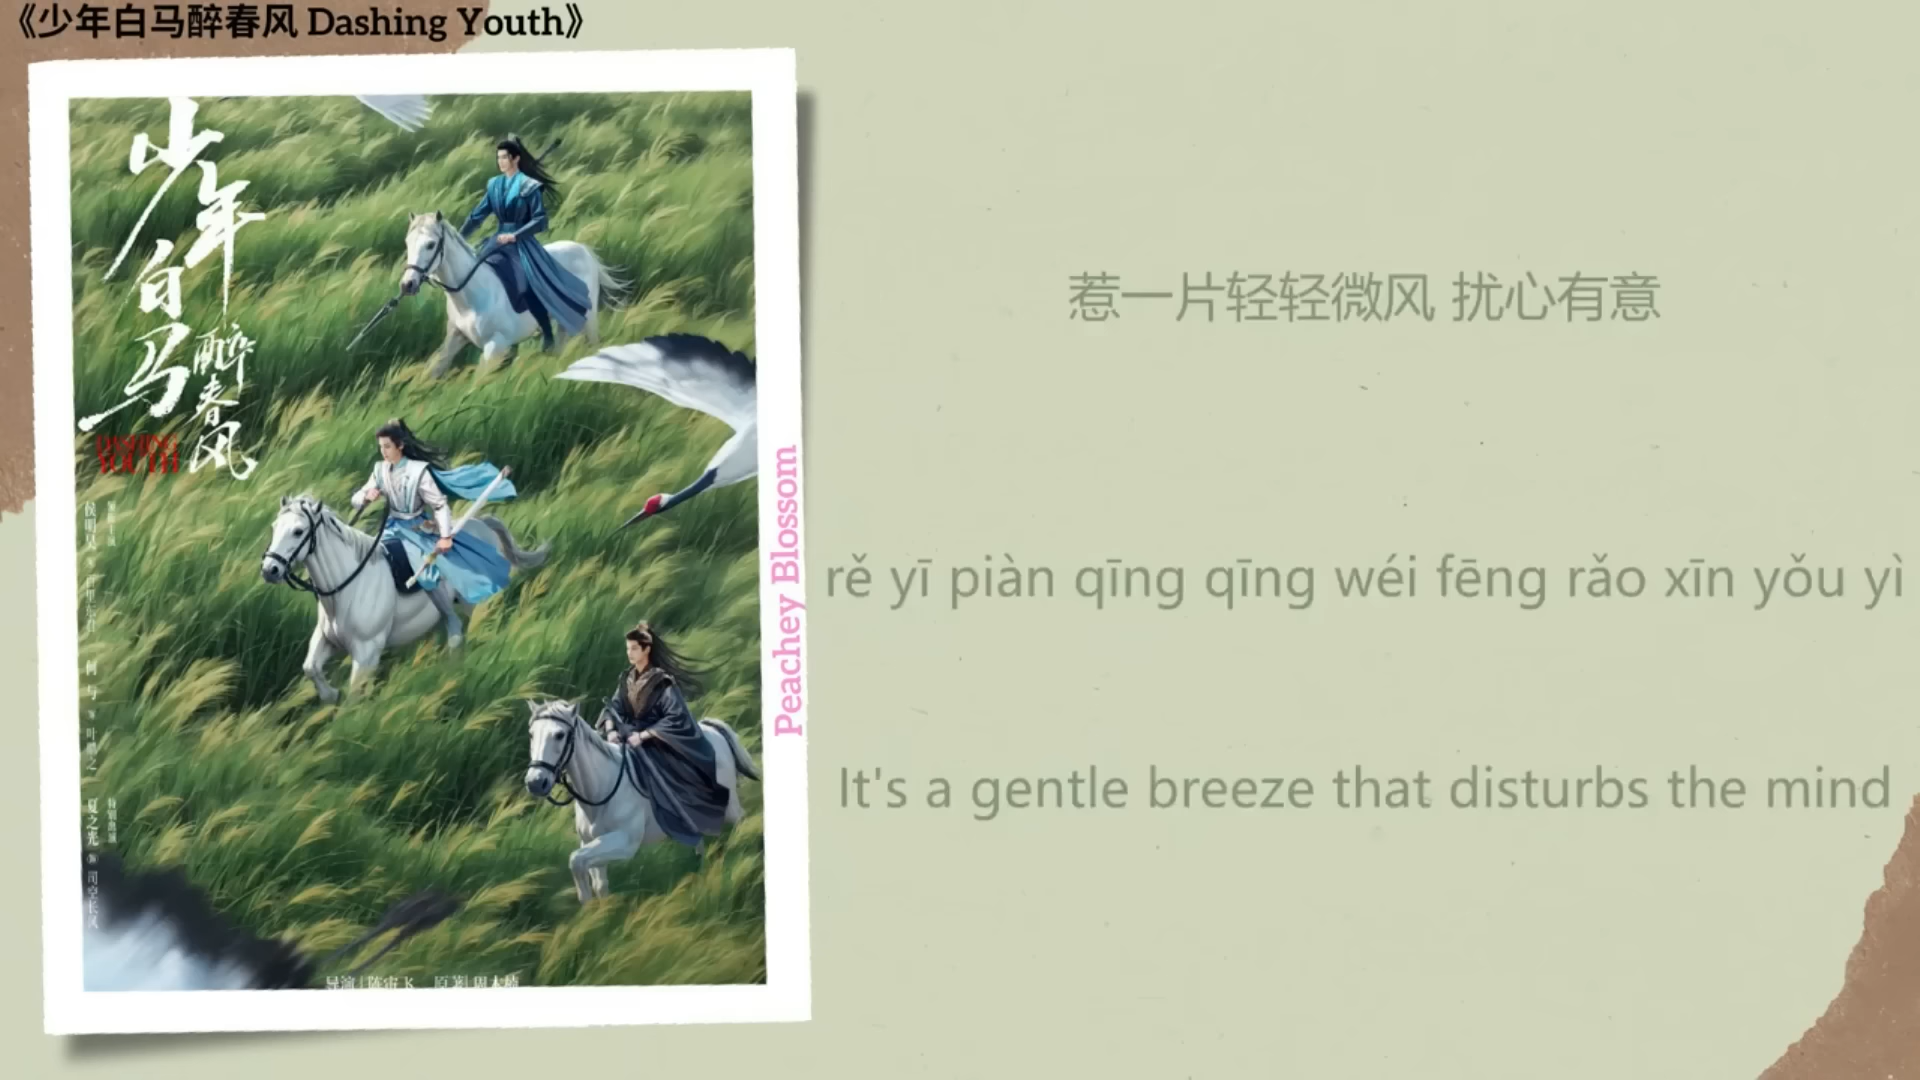 《少年白马醉春风 Dashing Youth》
少年白马醉春风
DASHING
YOUTH
Peachey Blossom
惹一片轻轻微风 扰心有意
rě yī piàn qīng qīng wéi fēng rǎo xīn yǒu yì
It's a gentle breeze that disturbs the mind